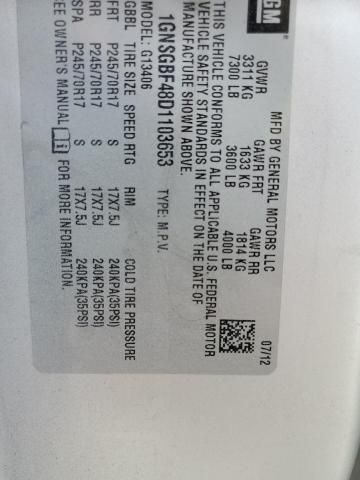 GM
MFD BY GENERAL MOTORS LLC
07/12
GVWR GAWR FRT GAWR RR
3311 KG 1633 KG 1814 KG
7300 LB 3600 LB 4000 LB
THIS VEHICLE CONFORMS TO ALL APPLICABLE U.S. FEDERAL MOTOR
VEHICLE SAFETY STANDARDS IN EFFECT ON THE DATE OF
MANUFACTURE SHOWN ABOVE.
1GNSGBF48D1103653 TYPE: M.P.V.
G13406
GBBL TIRE SIZE SPEED RTG RIM COLD TIRE PRESSURE
FRT P245/70R17 S 17X7.5J 240KPA(35PSI)
RR P245/70R17 S 17X7.5J 240KPA(35PSI)
SPA P245/70R17 S 17X7.5J 240KPA(35PSI)
EE OWNER'S MANUAL FOR MORE INFORMATION.